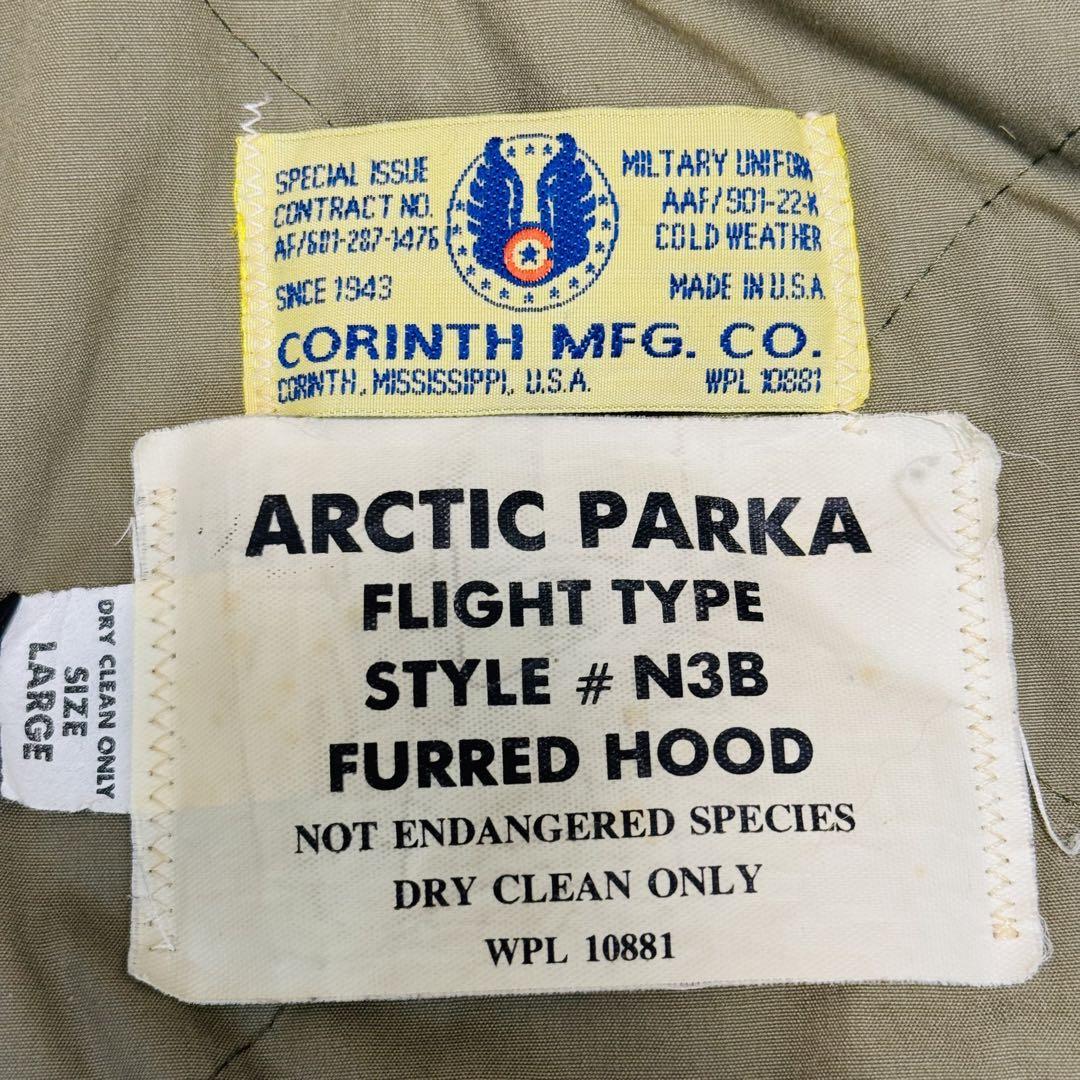 SPECIAL ISSUE
CONTRACT NO.
AF/601-287-1476
SINCE 1943
MILTARY UNIFORM
AAF/901-22-K
COLD WEATHER
MADE IN U.S.A
C
CORINTH MFG. CO.
CORINTH, MISSISSIPPI, U.S.A.
WPL 10881
ARCTIC PARKA
FLIGHT TYPE
STYLE # N3B
FURRED HOOD
NOT ENDANGERED SPECIES
DRY CLEAN ONLY
WPL 10881
DRY CLEAN ONLY
SIZE
LARGE